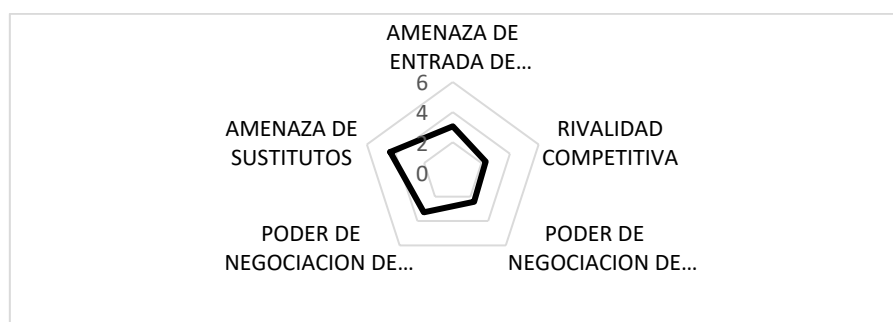 AMENAZA DE
ENTRADA DE...
6
4
2
0
RIVALIDAD
COMPETITIVA
PODER DE
NEGOCIACION DE...
PODER DE
NEGOCIACION DE...
AMENAZA DE
SUSTITUTOS